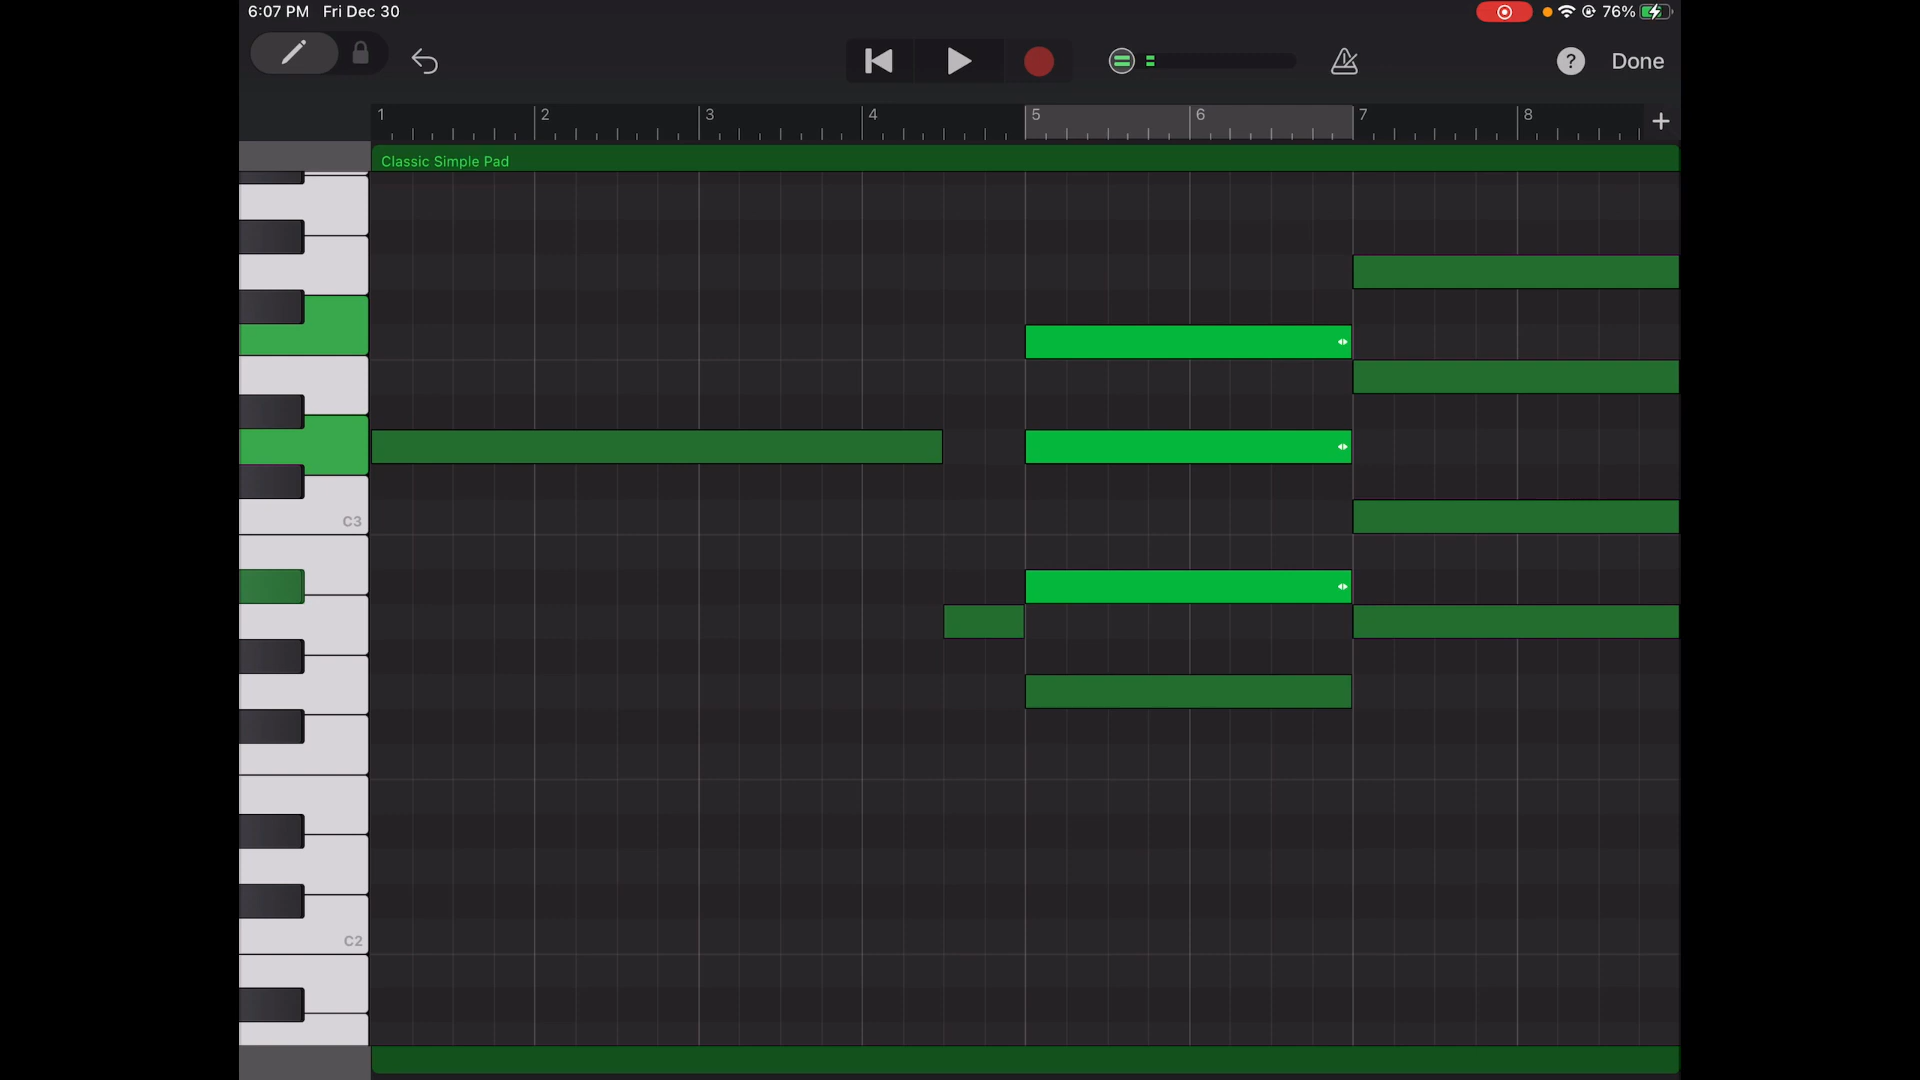 6:07 PM Fri Dec 30
76%
? Done
1 2 3 4 5 6 7 8 +
Classic Simple Pad
C3
C2